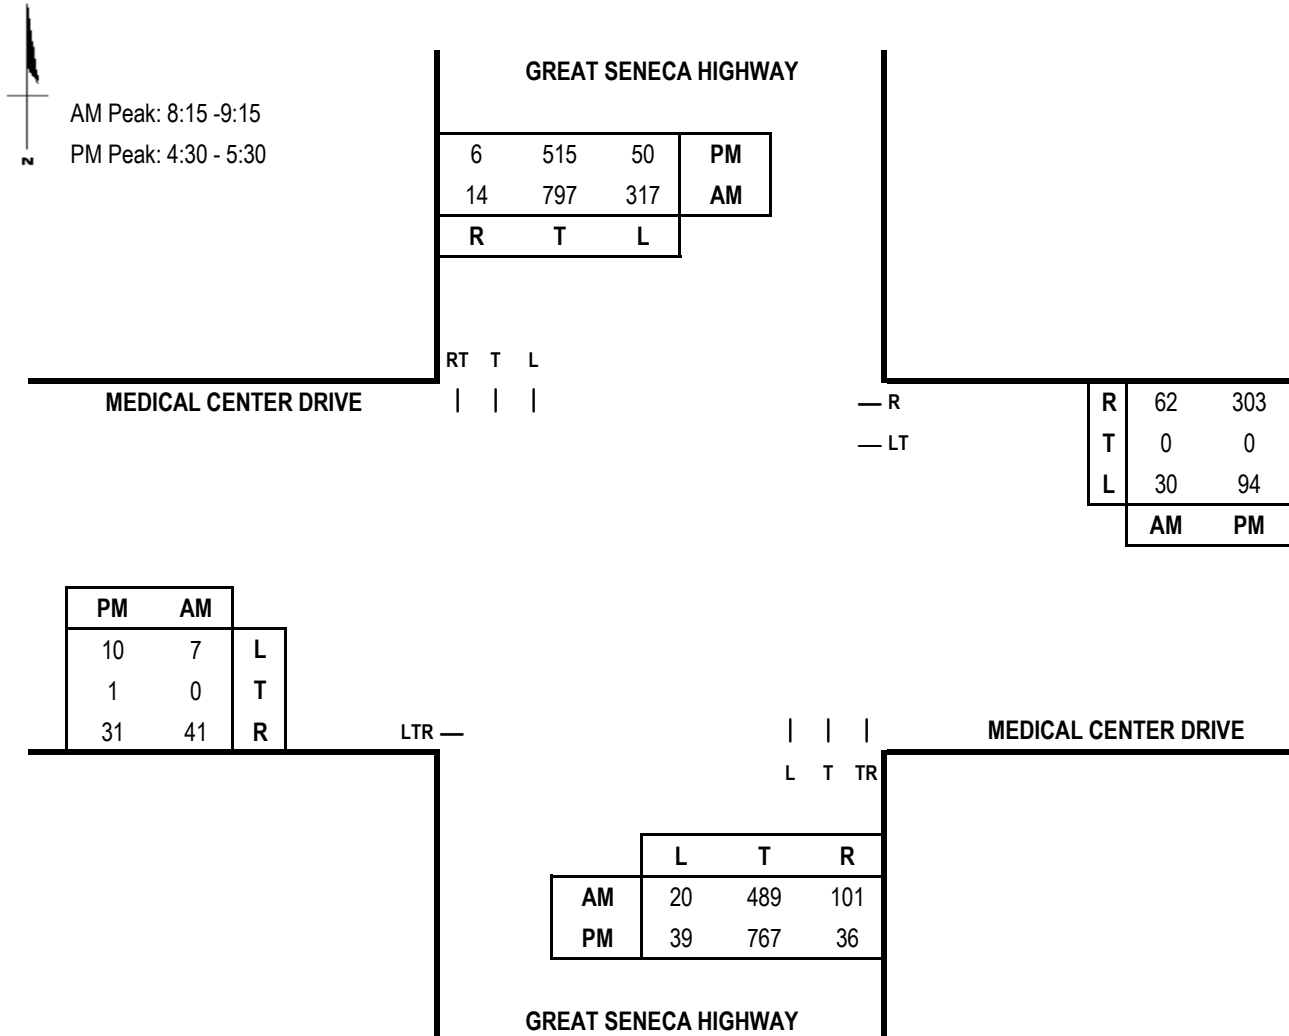 GREAT SENECA HIGHWAY
AM Peak: 8:15 -9:15
PM Peak: 4:30 - 5:30
N
6 515 50 PM
14 797 317 AM
R T L
RT T L
MEDICAL CENTER DRIVE
R
LT
R 62 303
T 0 0
L 30 94
AM PM
PM AM
10 7 L
1 0 T
31 41 R
LTR
MEDICAL CENTER DRIVE
L T TR
L T R
AM 20 489 101
PM 39 767 36
GREAT SENECA HIGHWAY